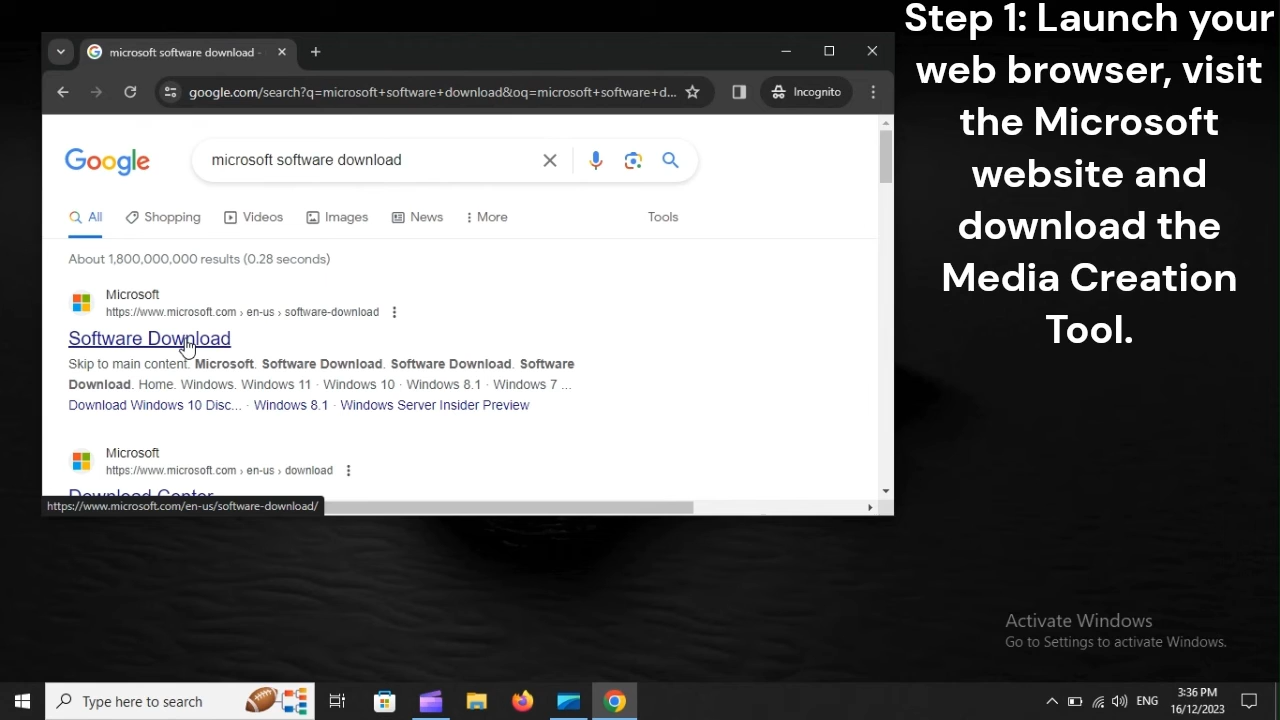 Step 1: Launch your
web browser, visit
the Microsoft
website and
download the
Media Creation
Tool.
microsoft software download -
google.com/search?q=microsoft+software+download&oq=microsoft+software+d...
Incognito
Google
microsoft software download
All
Shopping
Videos
Images
News
More
Tools
About 1,800,000,000 results (0.28 seconds)
Microsoft
https://www.microsoft.com › en-us › software-download
Software Download
Skip to main content. Microsoft. Software Download. Software Download. Software
Download. Home. Windows. Windows 11 · Windows 10 · Windows 8.1 · Windows 7 ...
Download Windows 10 Disc... · Windows 8.1 · Windows Server Insider Preview
Microsoft
https://www.microsoft.com › en-us › download
Download Center
https://www.microsoft.com/en-us/software-download/
Activate Windows
Go to Settings to activate Windows.
Type here to search
ENG
3:36 PM
16/12/2023